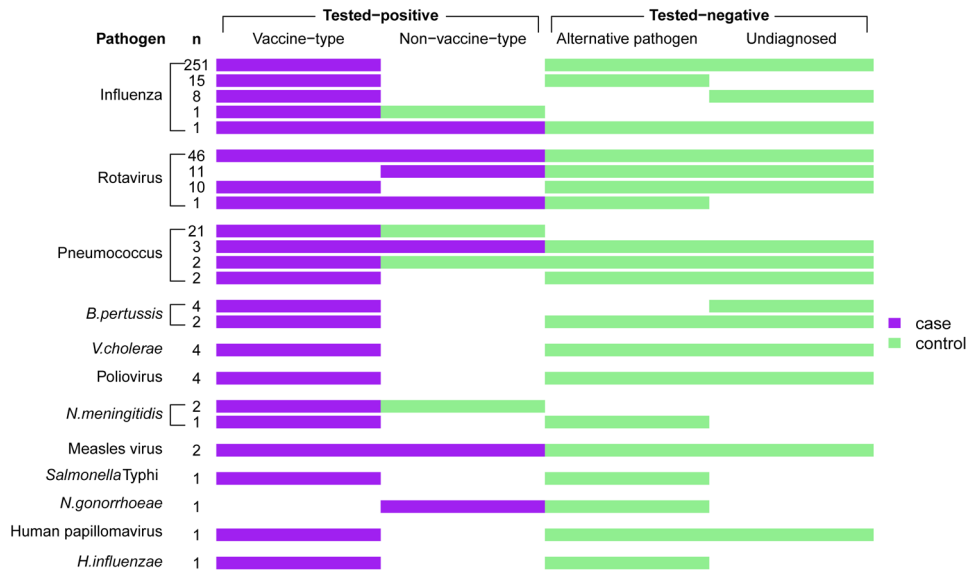 Tested−positive Tested−negative
Pathogen n Vaccine−type Non−vaccine−type Alternative pathogen Undiagnosed
251
15
Influenza 8
1
1
46
Rotavirus 11
10
1
21
Pneumococcus 3
2
2
B.pertussis 4
2
case
V.cholerae 4 control
Poliovirus 4
N.meningitidis 2
1
Measles virus 2
Salmonella Typhi 1
N.gonorrhoeae 1
Human papillomavirus 1
H.influenzae 1